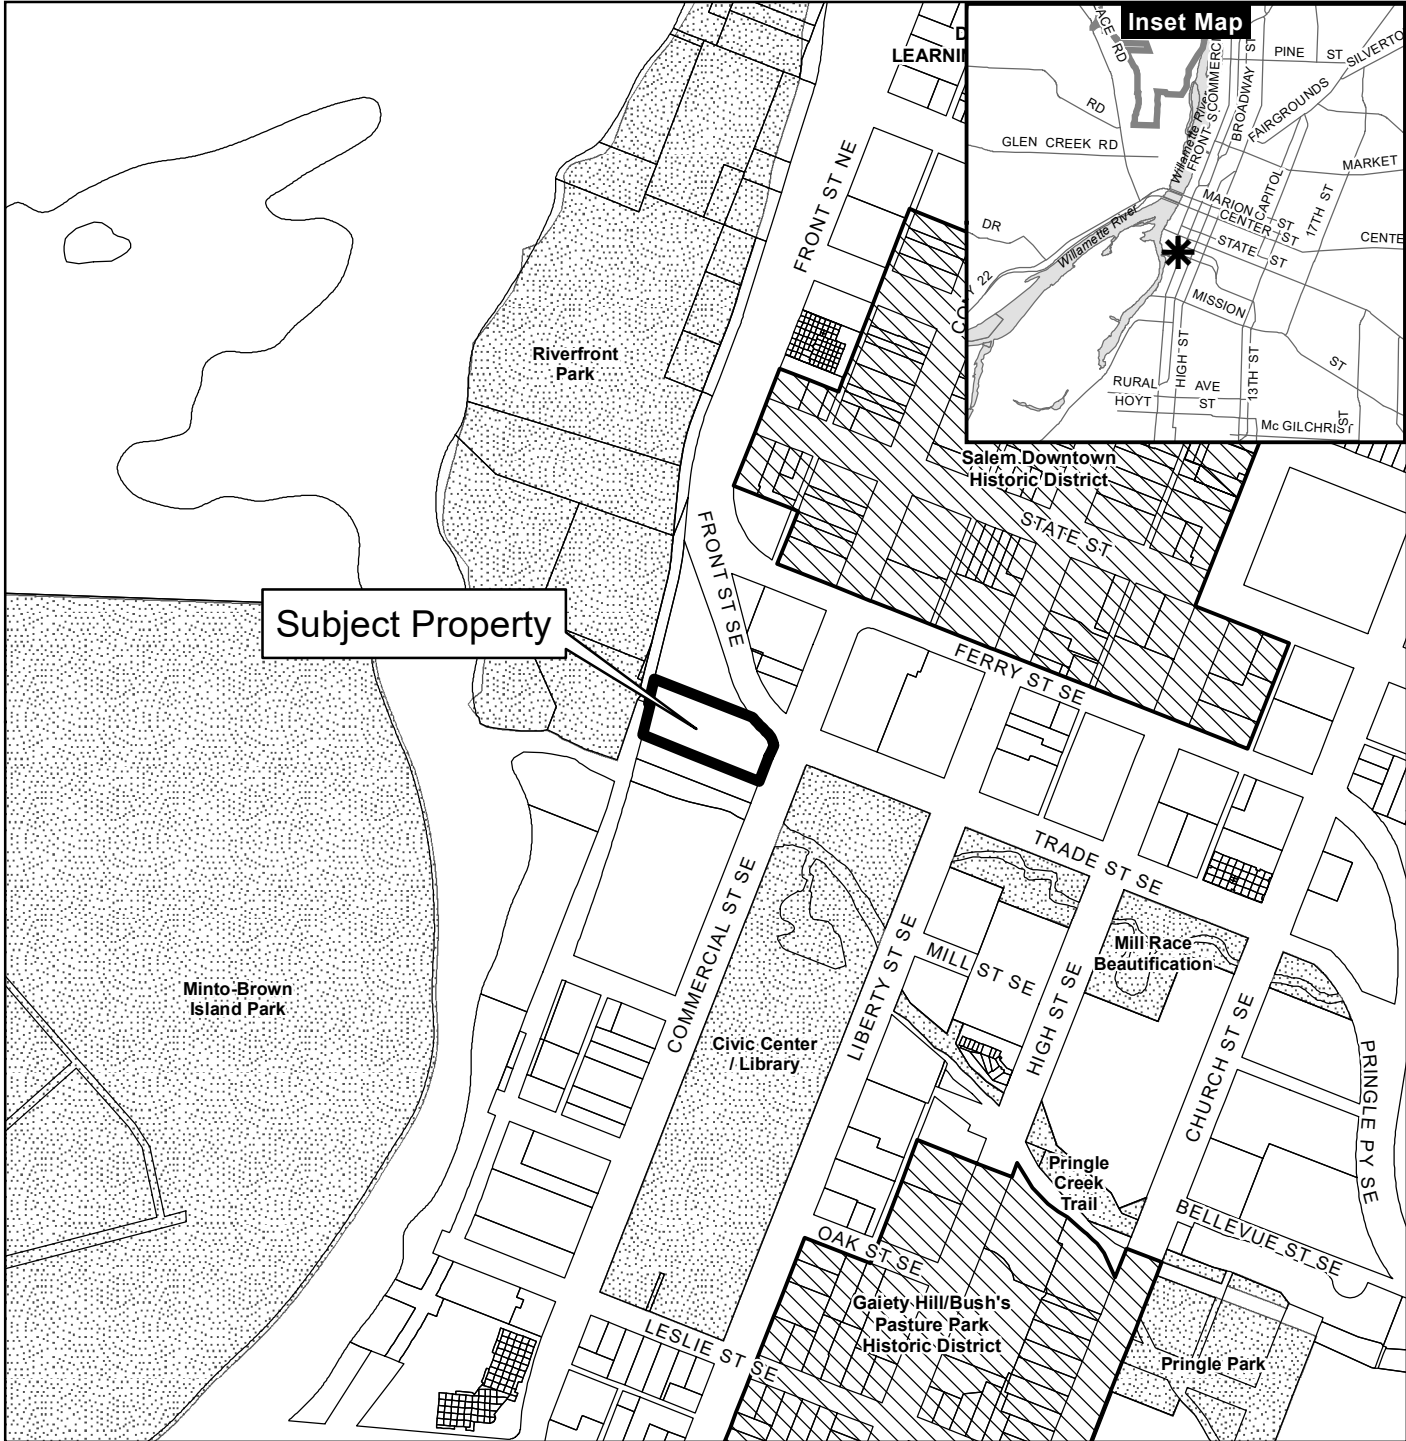 Inset Map
PINE ST
SILVERTO
RD
FAIRGROUNDS
BROADWAY ST
GLEN CREEK RD
Willamette River
MARKET
MARION ST
CENTER ST
CAPITOL
17TH ST
DR
Willamette River
STATE ST
CENTE
22
MISSION
ST
HIGH ST
13TH ST
RURAL AVE
HOYT ST
ST
Mc GILCHRIST
D
LEARNI
FRONT ST NE
Riverfront
Park
Salem Downtown
Historic District
STATE ST
FRONT ST SE
Subject Property
FERRY ST SE
TRADE ST SE
COMMERCIAL ST SE
LIBERTY ST SE
MILL ST SE
HIGH ST SE
Mill Race
Beautification
Minto-Brown
Island Park
CHURCH ST SE
Civic Center
/ Library
PRINGLE PY SE
Pringle
Creek
Trail
BELLEVUE ST SE
OAK ST SE
Gaiety Hill/Bush's
Pasture Park
Historic District
LESLIE ST SE
Pringle Park